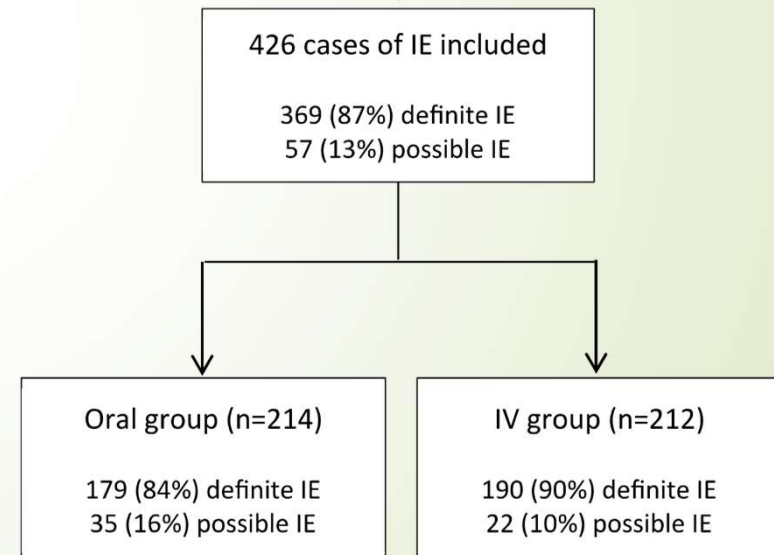 426 cases of IE included
369 (87%) definite IE
57 (13%) possible IE
Oral group (n=214)
179 (84%) definite IE
35 (16%) possible IE
IV group (n=212)
190 (90%) definite IE
22 (10%) possible IE